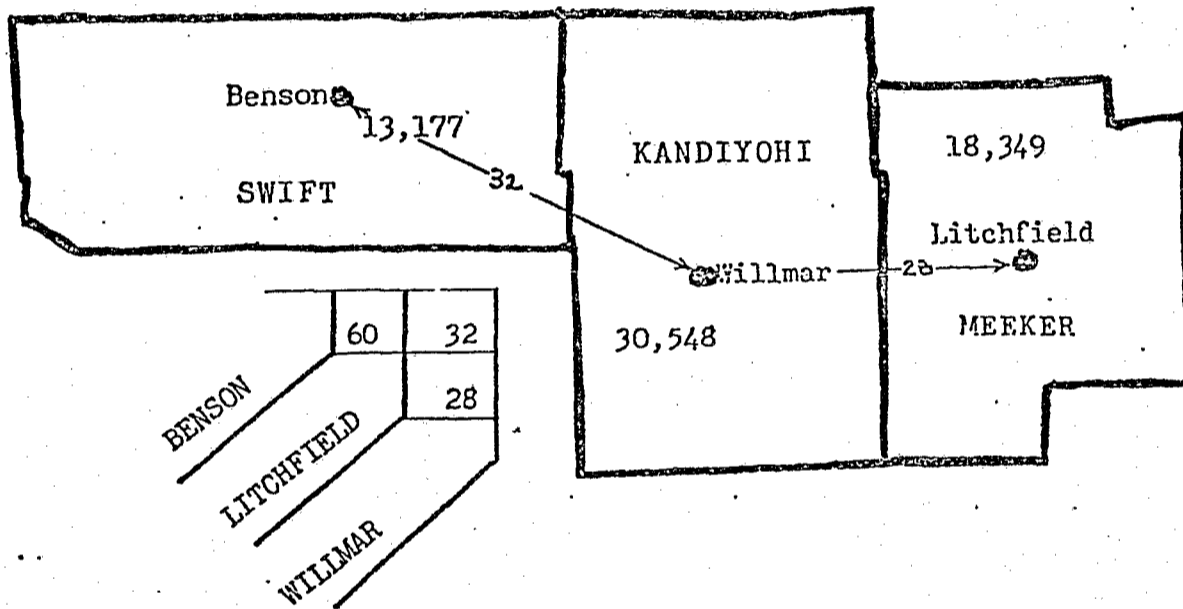 Benson
13,177
32
SWIFT
KANDIYOHI
Willmar
28
30,548
18,349
Litchfield
MEEKER
60 32
28
BENSON
LITCHFIELD
WILLMAR